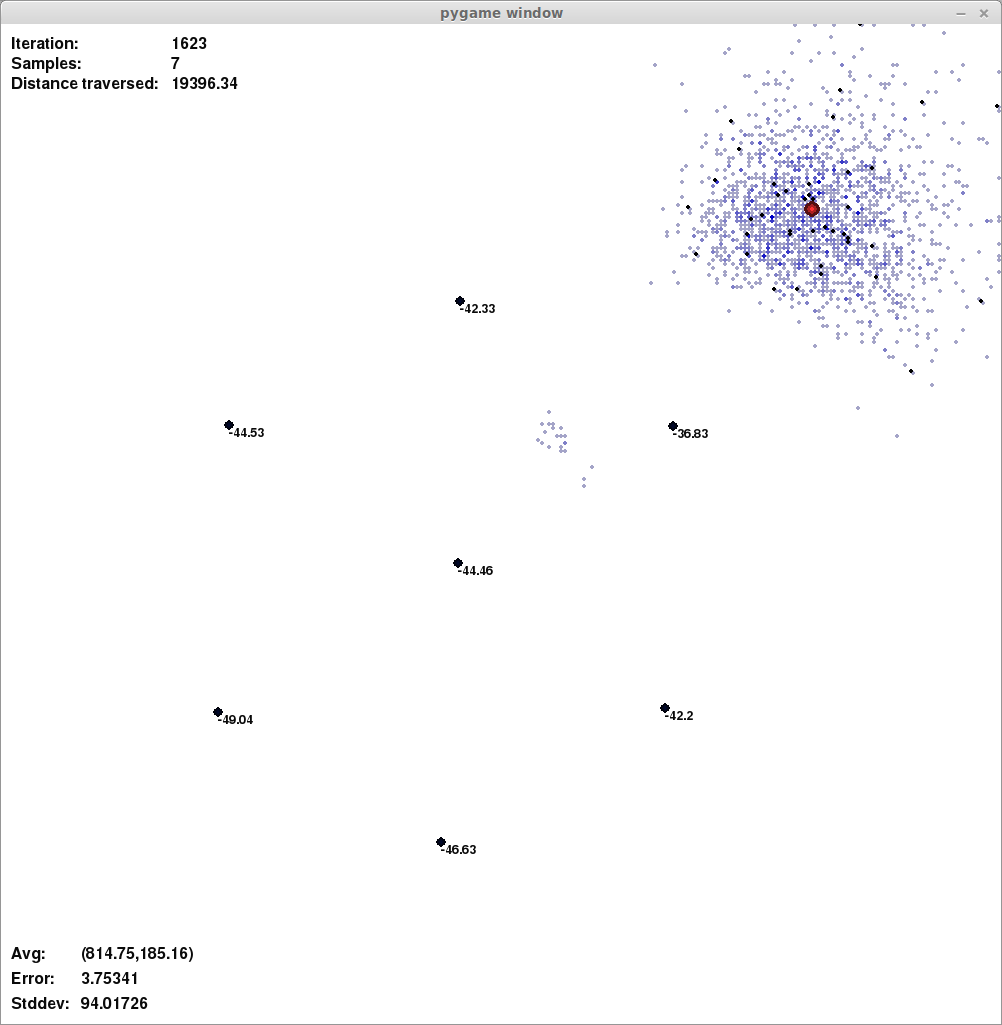 pygame window
Iteration: 1623
Samples: 7
Distance traversed: 19396.34
-42.33
-44.53
-36.83
-44.46
-49.04
-42.2
-46.63
Avg: (814.75,185.16)
Error: 3.75341
Stddev: 94.01726